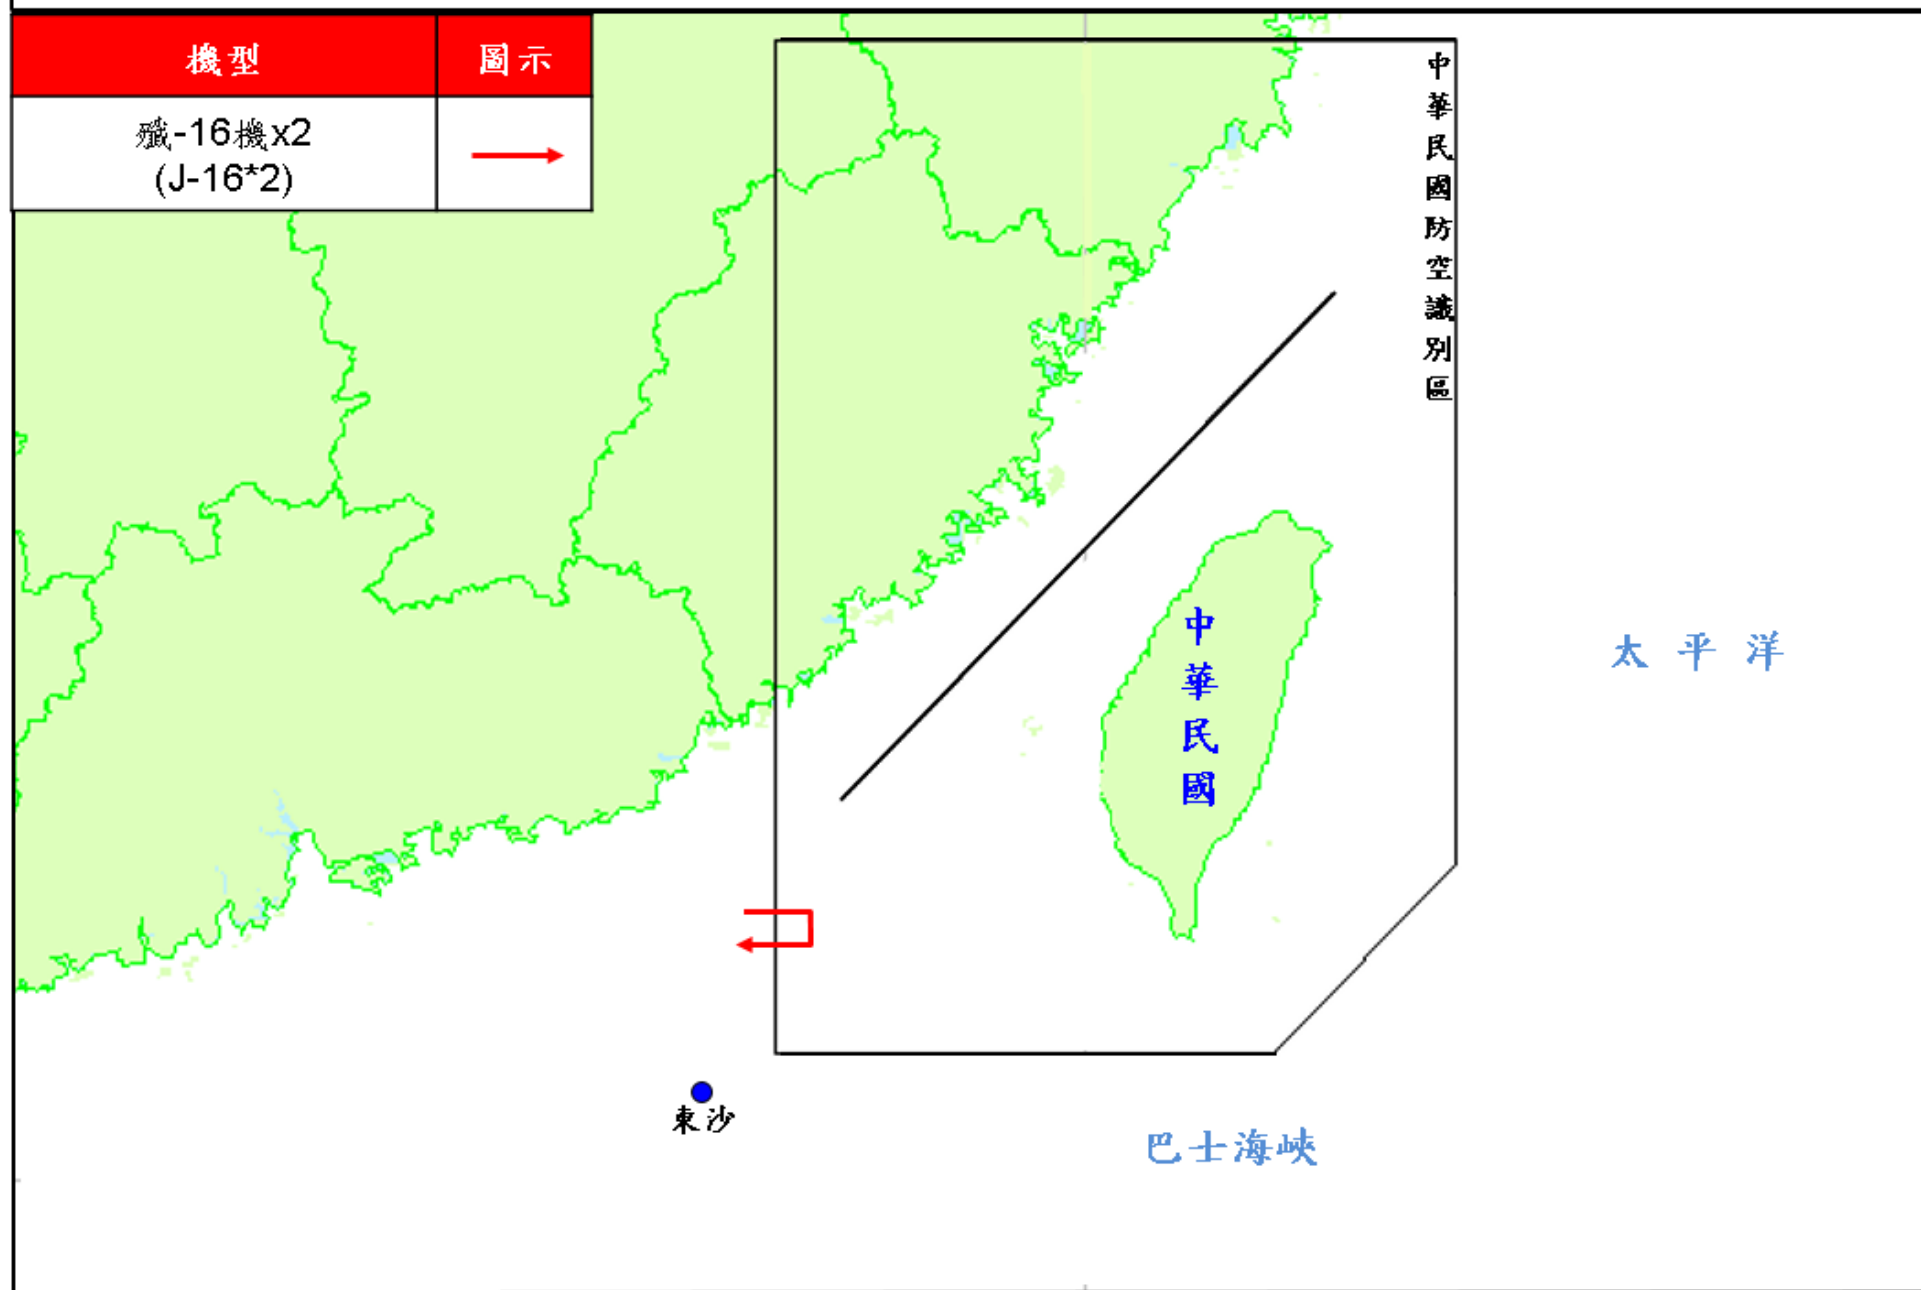 機型 圖示
殲-16機x2
(J-16*2)
中華民國防空識別區
中華民國
太平洋
東沙
巴士海峽